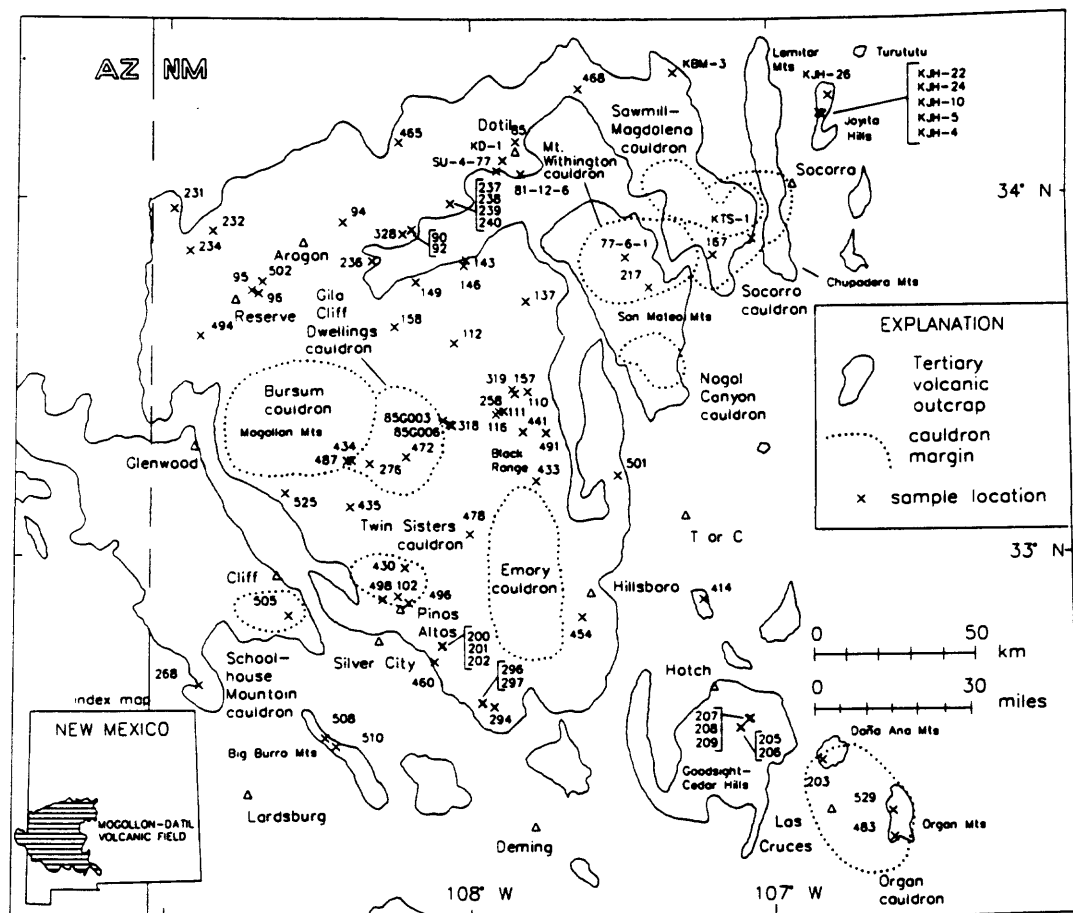 AZ NM
468
KBM-3
Lemitar
Mts
Turututu
KJH-26
KJH-22
KJH-24
KJH-10
KJH-5
KJH-4
Joyita
Hills
Sawmill-
Magdalena
cauldron
465
Datil
85
KD-1
SU-4-77
Mt.
Withington
cauldron
81-12-6
Socorra
34° N
231
232
234
94
237
238
239
240
328
90
92
KTS-1
167
77-6-1
217
Arogon
236
143
146
149
137
Chupadera Mts
Socorro
cauldron
San Mateo Mts
95
502
96
Reserve
Gila
Cliff
Dwellings
cauldron
494
158
112
EXPLANATION
Tertiary
volcanic
outcrap
cauldron
margin
sample location
Bursum
cauldron
Mogollon Mts
319
157
110
258
111
116
441
491
Nogal
Canyon
cauldron
85G003
85G006
318
Glenwood
434
487
472
276
Black
Range
433
501
525
435
Twin Sisters
cauldron
478
T or C
33° N
430
Emory
cauldron
Hillsboro
414
Cliff
505
498
102
496
Pinos
Altos
454
200
201
202
0 50
km
Silver City
460
School-
house
Mountain
cauldron
268
296
297
294
Hotch
0 30
miles
index map
NEW MEXICO
MOGOLLON-DATIL
VOLCANIC FIELD
508
510
Big Burro Mts
207
208
209
205
206
Goodsight-
Cedar Hills
Doña Ana Mts
203
529
483
Organ Mts
Lardsburg
Deming
Las
Cruces
Organ
cauldron
108° W
107° W